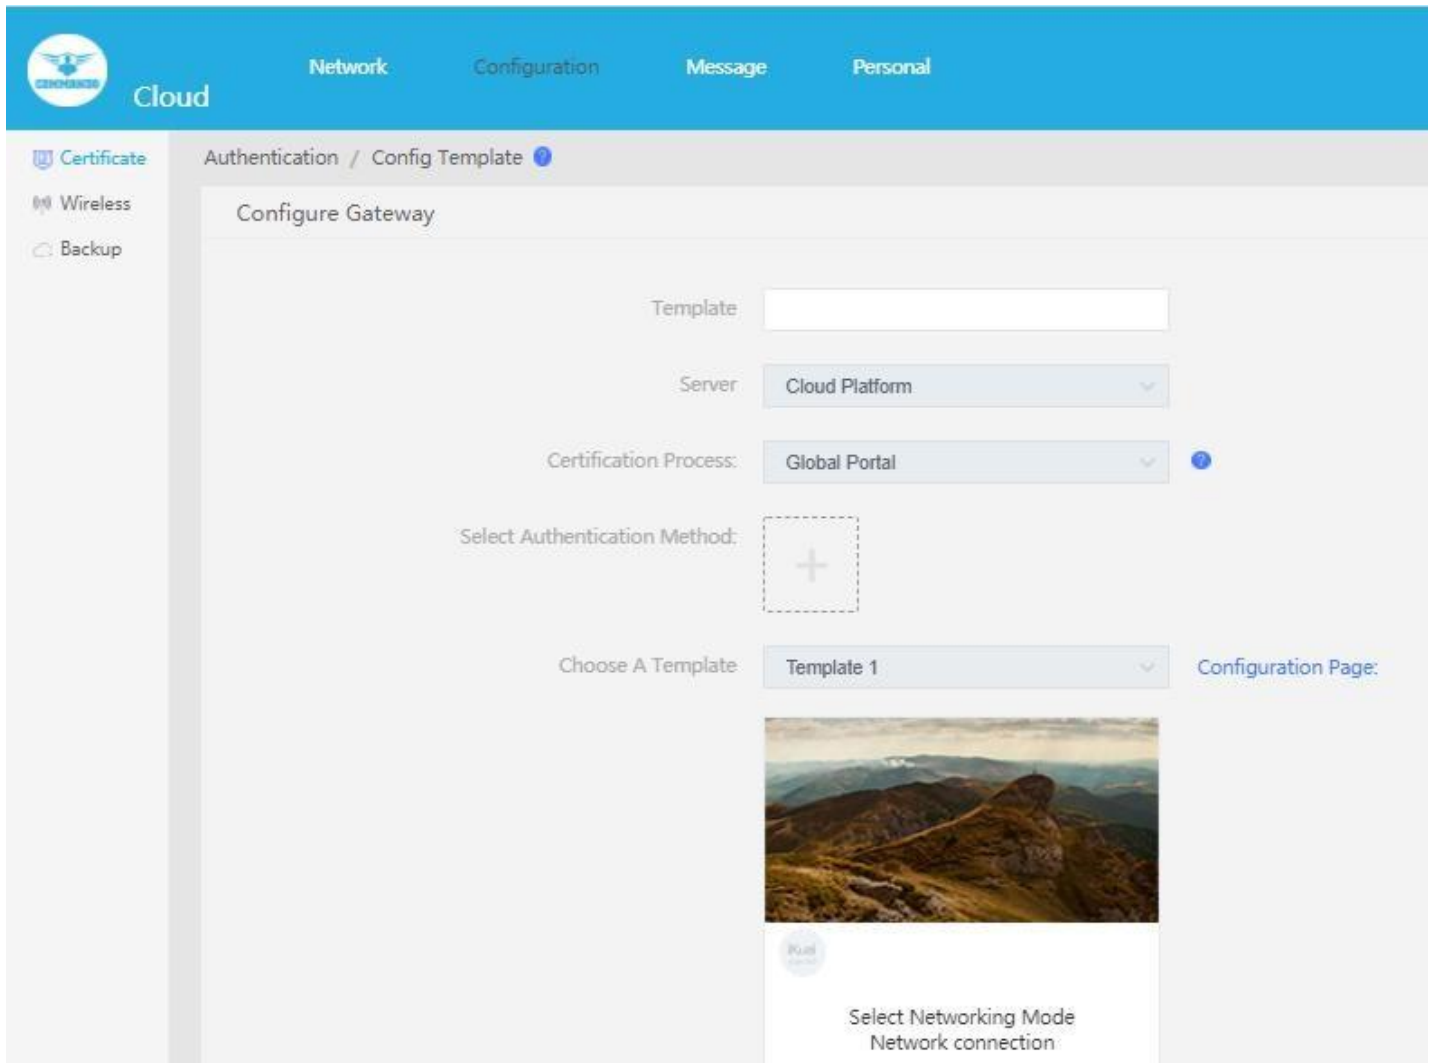 COMMANDO
Cloud
Network Configuration Message Personal
Certificate
Wireless
Backup
Authentication / Config Template ?
Configure Gateway
Template
Server Cloud Platform
Certification Process: Global Portal ?
Select Authentication Method: +
Choose A Template Template 1 Configuration Page:
Select Networking Mode
Network connection